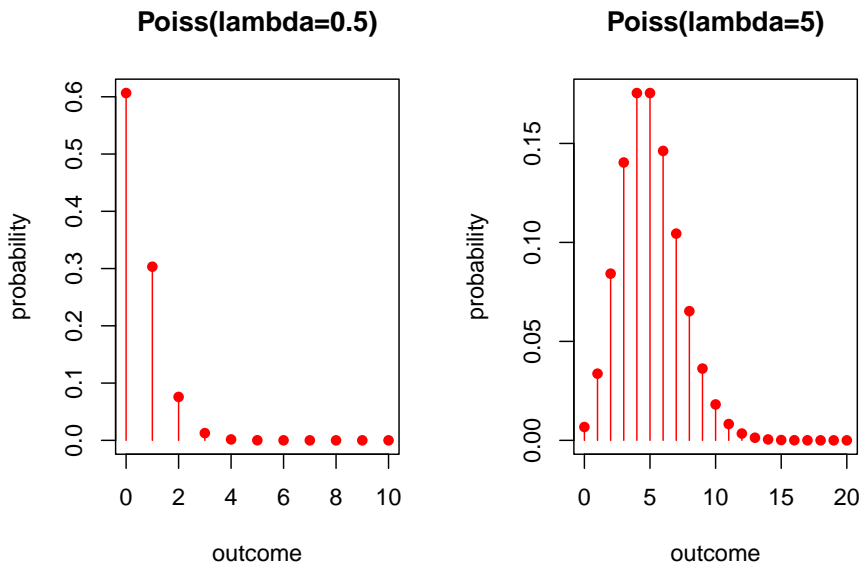 Poiss(lambda=0.5)
probability
0.6
0.5
0.4
0.3
0.2
0.1
0.0
0 2 4 6 8 10
outcome
Poiss(lambda=5)
probability
0.15
0.10
0.05
0.00
0 5 10 15 20
outcome